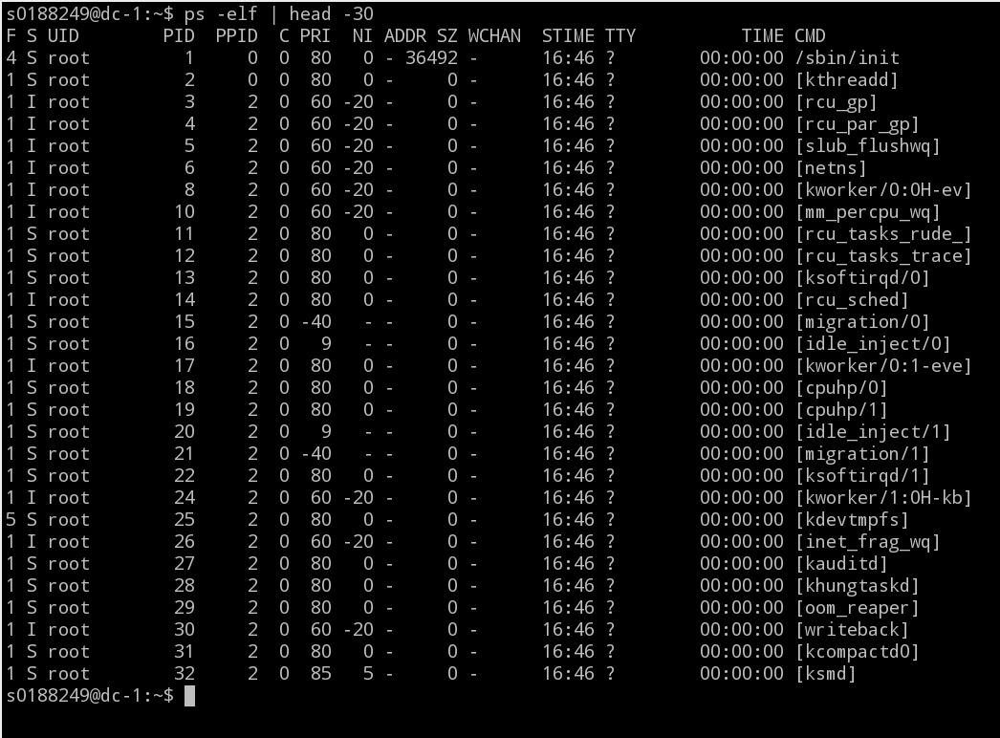 s0188249@dc-1:~$ ps -elf | head -30
F S UID        PID  PPID  C PRI  NI ADDR SZ WCHAN  STIME TTY          TIME CMD
4 S root         1     0  0  80   0 - 36492 -      16:46 ?        00:00:00 /sbin/init
1 S root         2     0  0  80   0 -     0 -      16:46 ?        00:00:00 [kthreadd]
1 I root         3     2  0  60 -20 -     0 -      16:46 ?        00:00:00 [rcu_gp]
1 I root         4     2  0  60 -20 -     0 -      16:46 ?        00:00:00 [rcu_par_gp]
1 I root         5     2  0  60 -20 -     0 -      16:46 ?        00:00:00 [slub_flushwq]
1 I root         6     2  0  60 -20 -     0 -      16:46 ?        00:00:00 [netns]
1 I root         8     2  0  60 -20 -     0 -      16:46 ?        00:00:00 [kworker/0:0H-ev]
1 I root        10     2  0  60 -20 -     0 -      16:46 ?        00:00:00 [mm_percpu_wq]
1 S root        11     2  0  80   0 -     0 -      16:46 ?        00:00:00 [rcu_tasks_rude_]
1 S root        12     2  0  80   0 -     0 -      16:46 ?        00:00:00 [rcu_tasks_trace]
1 S root        13     2  0  80   0 -     0 -      16:46 ?        00:00:00 [ksoftirqd/0]
1 I root        14     2  0  80   0 -     0 -      16:46 ?        00:00:00 [rcu_sched]
1 S root        15     2  0 -40   - -     0 -      16:46 ?        00:00:00 [migration/0]
1 S root        16     2  0   9   - -     0 -      16:46 ?        00:00:00 [idle_inject/0]
1 I root        17     2  0  80   0 -     0 -      16:46 ?        00:00:00 [kworker/0:1-eve]
1 S root        18     2  0  80   0 -     0 -      16:46 ?        00:00:00 [cpuhp/0]
1 S root        19     2  0  80   0 -     0 -      16:46 ?        00:00:00 [cpuhp/1]
1 S root        20     2  0   9   - -     0 -      16:46 ?        00:00:00 [idle_inject/1]
1 S root        21     2  0 -40   - -     0 -      16:46 ?        00:00:00 [migration/1]
1 S root        22     2  0  80   0 -     0 -      16:46 ?        00:00:00 [ksoftirqd/1]
1 I root        24     2  0  60 -20 -     0 -      16:46 ?        00:00:00 [kworker/1:0H-kb]
5 S root        25     2  0  80   0 -     0 -      16:46 ?        00:00:00 [kdevtmpfs]
1 I root        26     2  0  60 -20 -     0 -      16:46 ?        00:00:00 [inet_frag_wq]
1 S root        27     2  0  80   0 -     0 -      16:46 ?        00:00:00 [kauditd]
1 S root        28     2  0  80   0 -     0 -      16:46 ?        00:00:00 [khungtaskd]
1 S root        29     2  0  80   0 -     0 -      16:46 ?        00:00:00 [oom_reaper]
1 I root        30     2  0  60 -20 -     0 -      16:46 ?        00:00:00 [writeback]
1 S root        31     2  0  80   0 -     0 -      16:46 ?        00:00:00 [kcompactd0]
1 S root        32     2  0  85   5 -     0 -      16:46 ?        00:00:00 [ksmd]
s0188249@dc-1:~$